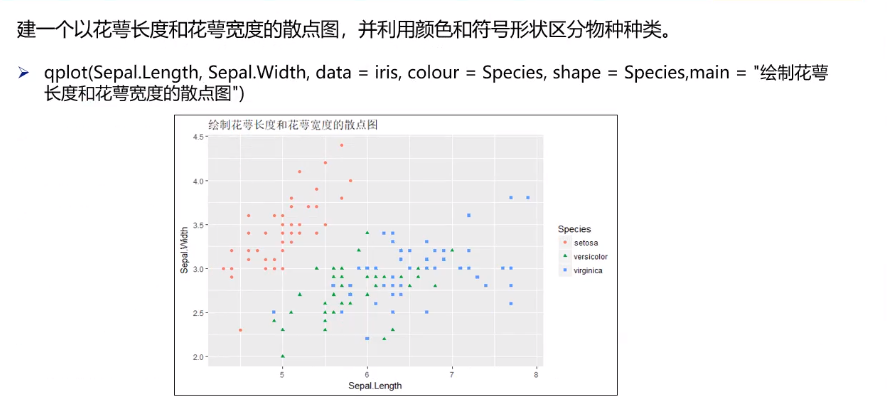 建一个以花萼长度和花萼宽度的散点图，并利用颜色和符号形状区分物种种类。
➤ qplot(Sepal.Length, Sepal.Width, data = iris, colour = Species, shape = Species,main = "绘制花萼
长度和花萼宽度的散点图")
绘制花萼长度和花萼宽度的散点图
4.5
4.0
3.5
3.0
2.5
2.0
Sepal.Width
5
6
7
8
Sepal.Length
Species
setosa
versicolor
virginica